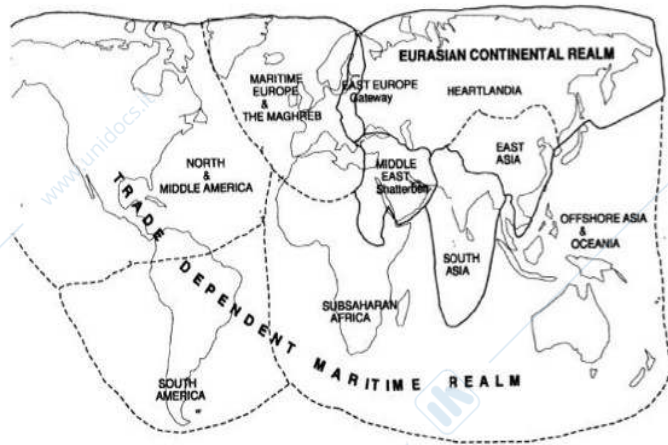 EURASIAN CONTINENTAL REALM
MARITIME
EUROPE
&
THE MAGHREB
EAST EUROPE
Gateway
HEARTLANDIA
EAST
ASIA
NORTH
&
MIDDLE AMERICA
MIDDLE
EAST
Shatterbelt
OFFSHORE ASIA
&
OCEANIA
SOUTH
ASIA
SUBSAHARAN
AFRICA
SOUTH
AMERICA
TRADE DEPENDENT MARITIME REALM